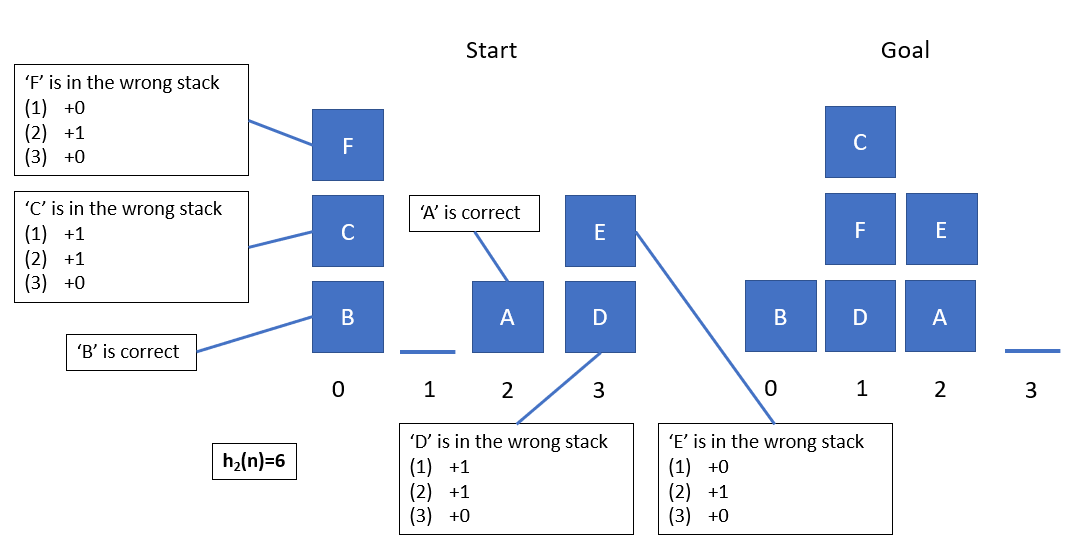 Start
Goal
‘F’ is in the wrong stack
(1) +0
(2) +1
(3) +0
‘C’ is in the wrong stack
(1) +1
(2) +1
(3) +0
‘B’ is correct
‘A’ is correct
F
C
B
A
E
D
C
F
E
B
D
A
0
1
2
3
0
1
2
3
‘D’ is in the wrong stack
(1) +1
(2) +1
(3) +0
‘E’ is in the wrong stack
(1) +0
(2) +1
(3) +0
h₂(n)=6